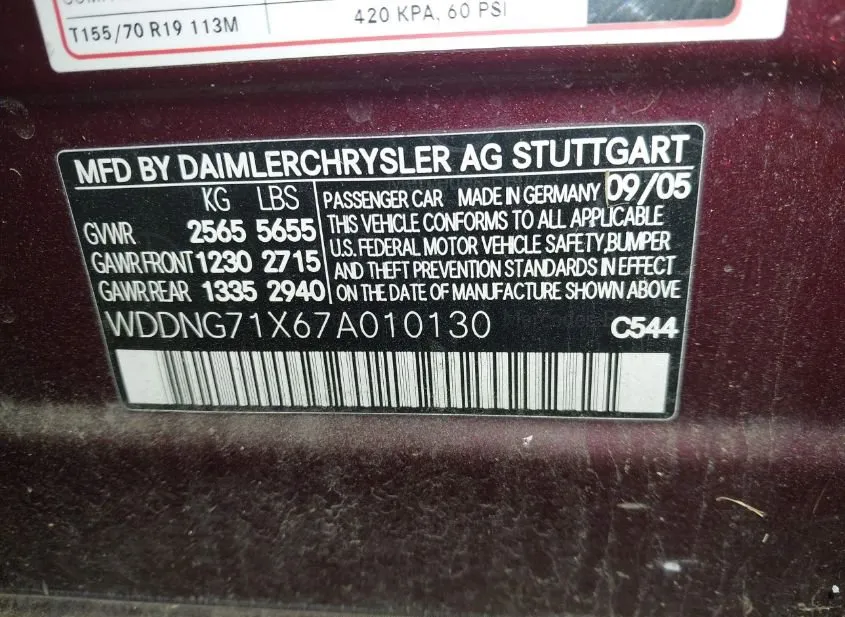 T155/70 R19 113M
420 KPA, 60 PSI
MFD BY DAIMLERCHRYSLER AG STUTTGART
KG LBS
GVWR 2565 5655
GAWR FRONT 1230 2715
GAWR REAR 1335 2940
PASSENGER CAR MADE IN GERMANY 09/05
THIS VEHICLE CONFORMS TO ALL APPLICABLE
U.S. FEDERAL MOTOR VEHICLE SAFETY,BUMPER
AND THEFT PREVENTION STANDARDS IN EFFECT
ON THE DATE OF MANUFACTURE SHOWN ABOVE
WDDNG71X67A010130
C544